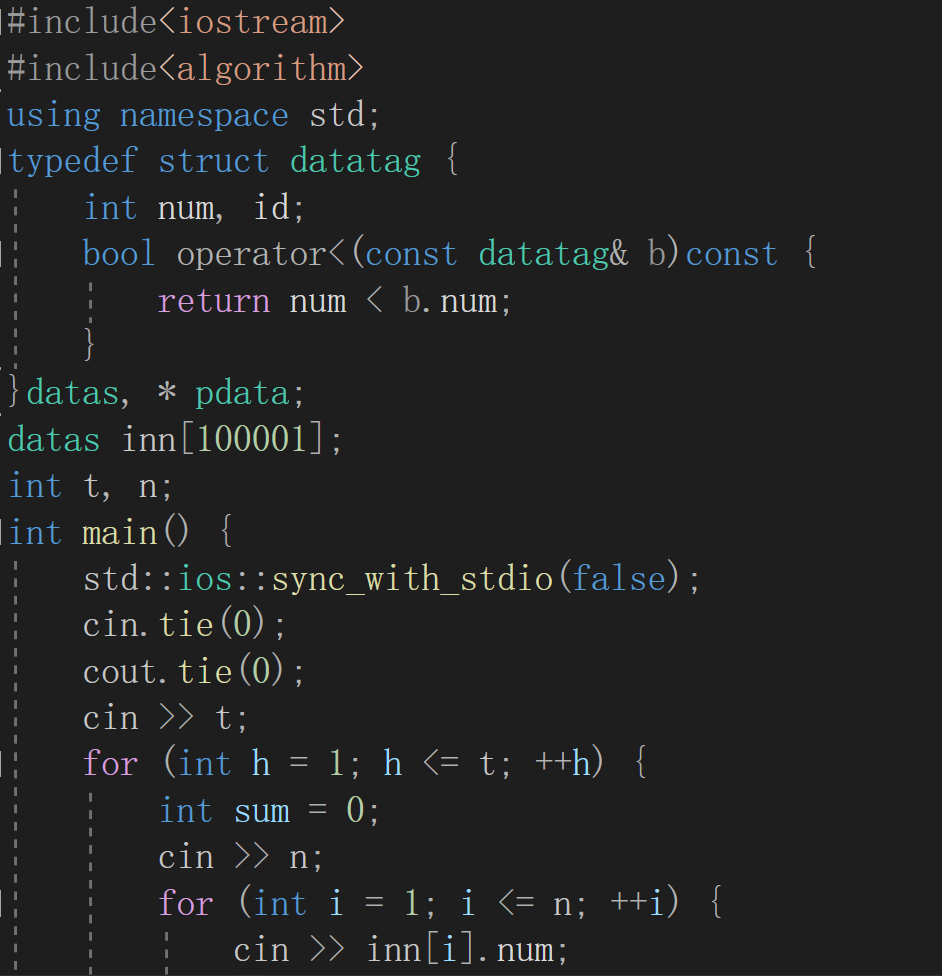 #include<iostream>
#include<algorithm>
using namespace std;
typedef struct datatag {
    int num, id;
    bool operator<(const datatag& b)const {
        return num < b.num;
    }
}datas, * pdata;
datas inn[100001];
int t, n;
int main() {
    std::ios::sync_with_stdio(false);
    cin.tie(0);
    cout.tie(0);
    cin >> t;
    for (int h = 1; h <= t; ++h) {
        int sum = 0;
        cin >> n;
        for (int i = 1; i <= n; ++i) {
            cin >> inn[i].num;